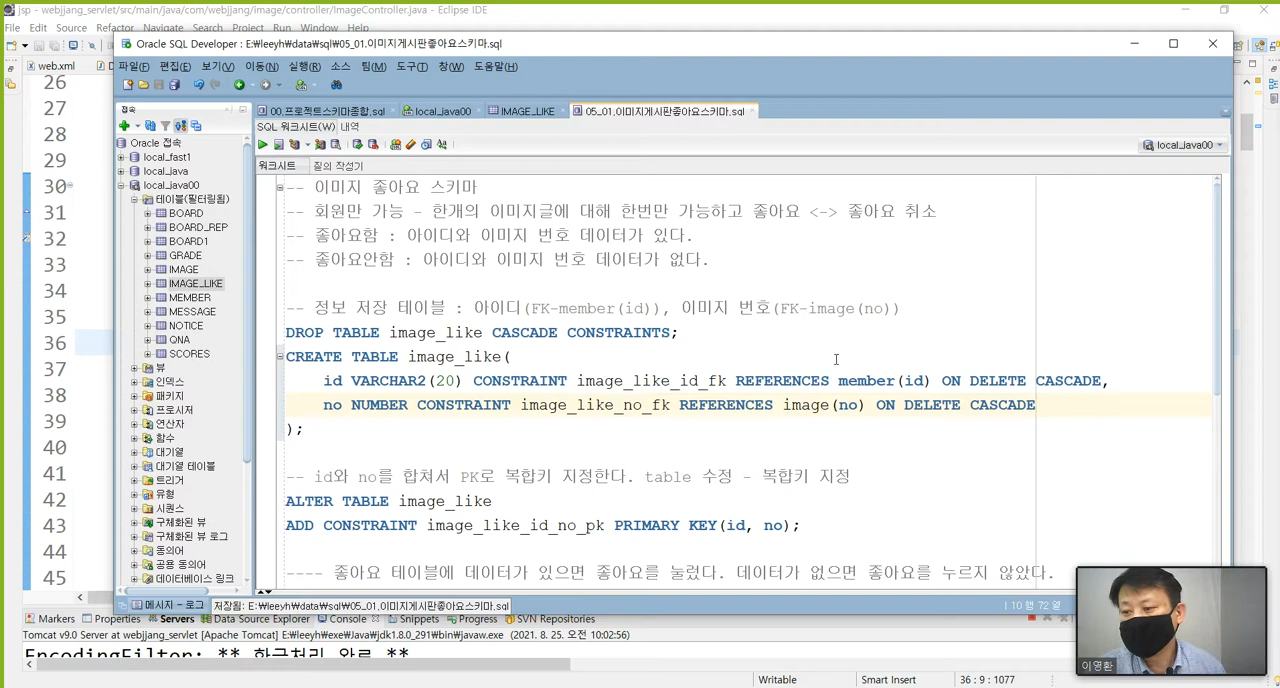 jsp - webjjang_servlet/src/main/java/com/webjjang/image/controller/ImageController.java - Eclipse IDE
File Edit Source Refactor Navigate Search Project Run Window Help
Oracle SQL Developer : E:₩leeyh₩data₩sql₩05_01.이미지게시판좋아요스키마.sql
web.xml
파일(F) 편집(E) 보기(V) 이동(N) 실행(R) 소스 팀(M) 도구(T) 창(W) 도움말(H)
접속
00.프로젝트스키마종합.sql local_java00 IMAGE_LIKE 05_01.이미지게시판좋아요스키마.sql
SQL 워크시트(W) 내역
local_java00
워크시트 질의 작성기
Oracle 접속
local_fast1
local_java
local_java00
테이블(필터링됨)
BOARD
BOARD_REP
BOARD1
GRADE
IMAGE
IMAGE_LIKE
MEMBER
MESSAGE
NOTICE
QNA
SCORES
뷰
인덱스
패키지
프로시저
연산자
함수
대기열
대기열 테이블
트리거
유형
시퀀스
구체화된 뷰
구체화된 뷰 로그
동의어
공용 동의어
데이터베이스 링크
26
27
28
29
30
31
32
33
34
35
36
37
38
39
40
41
42
43
44
45
-- 이미지 좋아요 스키마
-- 회원만 가능 - 한개의 이미지글에 대해 한번만 가능하고 좋아요 <-> 좋아요 취소
-- 좋아요함 : 아이디와 이미지 번호 데이터가 있다.
-- 좋아요안함 : 아이디와 이미지 번호 데이터가 없다.
-- 정보 저장 테이블 : 아이디(FK-member(id)), 이미지 번호(FK-image(no))
DROP TABLE image_like CASCADE CONSTRAINTS;
CREATE TABLE image_like(
id VARCHAR2(20) CONSTRAINT image_like_id_fk REFERENCES member(id) ON DELETE CASCADE,
no NUMBER CONSTRAINT image_like_no_fk REFERENCES image(no) ON DELETE CASCADE
);
-- id와 no를 합쳐서 PK로 복합키 지정한다. table 수정 - 복합키 지정
ALTER TABLE image_like
ADD CONSTRAINT image_like_id_no_pk PRIMARY KEY(id, no);
---- 좋아요 테이블에 데이터가 있으면 좋아요를 눌렀다. 데이터가 없으면 좋아요를 누르지 않았다.
메시지 - 로그 저장됨: E:₩leeyh₩data₩sql₩05_01.이미지게시판좋아요스키마.sql
10 행 72 열
Markers Properties Servers Data Source Explorer Snippets Console Progress SVN Repositories
Tomcat v9.0 Server at webjjang_servlet [Apache Tomcat] E:₩leeyh₩exe₩Java₩jdk1.8.0_291₩bin₩javaw.exe (2021. 8. 25. 오전 10:02:56)
EncodingFilter: ** 한글처리 완료 **
Writable Smart Insert 36 : 9 : 1077
이영환